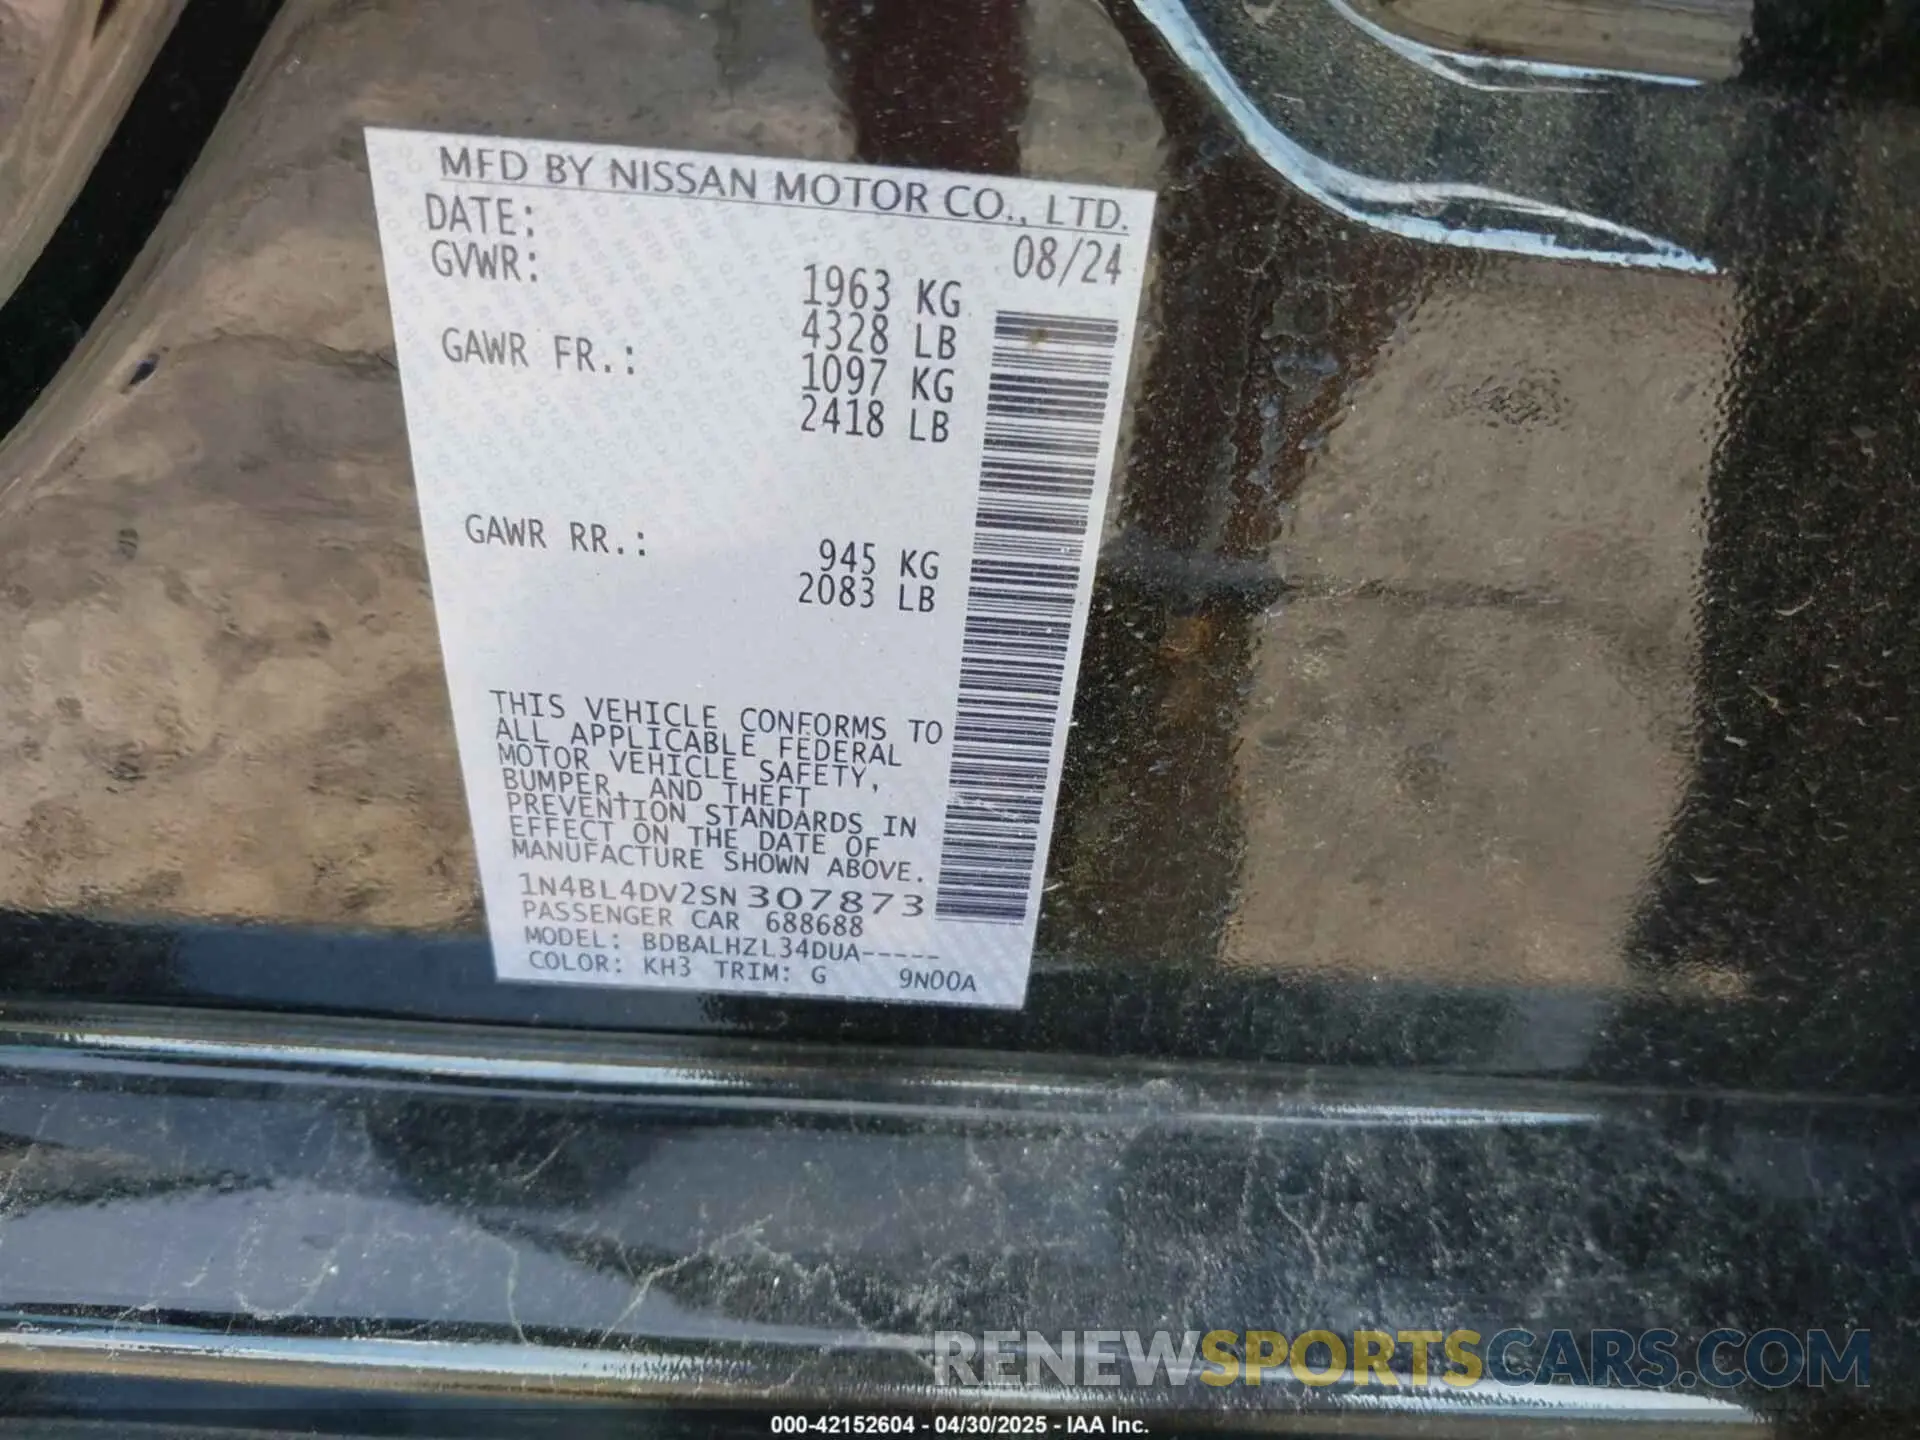 MFD BY NISSAN MOTOR CO., LTD.
DATE: 08/24
GVWR: 1963 KG
4328 LB
GAWR FR.: 1097 KG
2418 LB
GAWR RR.: 945 KG
2083 LB
THIS VEHICLE CONFORMS TO
ALL APPLICABLE FEDERAL
MOTOR VEHICLE SAFETY,
BUMPER, AND THEFT
PREVENTION STANDARDS IN
EFFECT ON THE DATE OF
MANUFACTURE SHOWN ABOVE.
1N4BL4DV2SN307873
PASSENGER CAR 688688
MODEL: BDBALHZL34DUA-----
COLOR: KH3 TRIM: G 9N00A
RENEWSPORTSCARS.COM
000-42152604 - 04/30/2025 - IAA Inc.